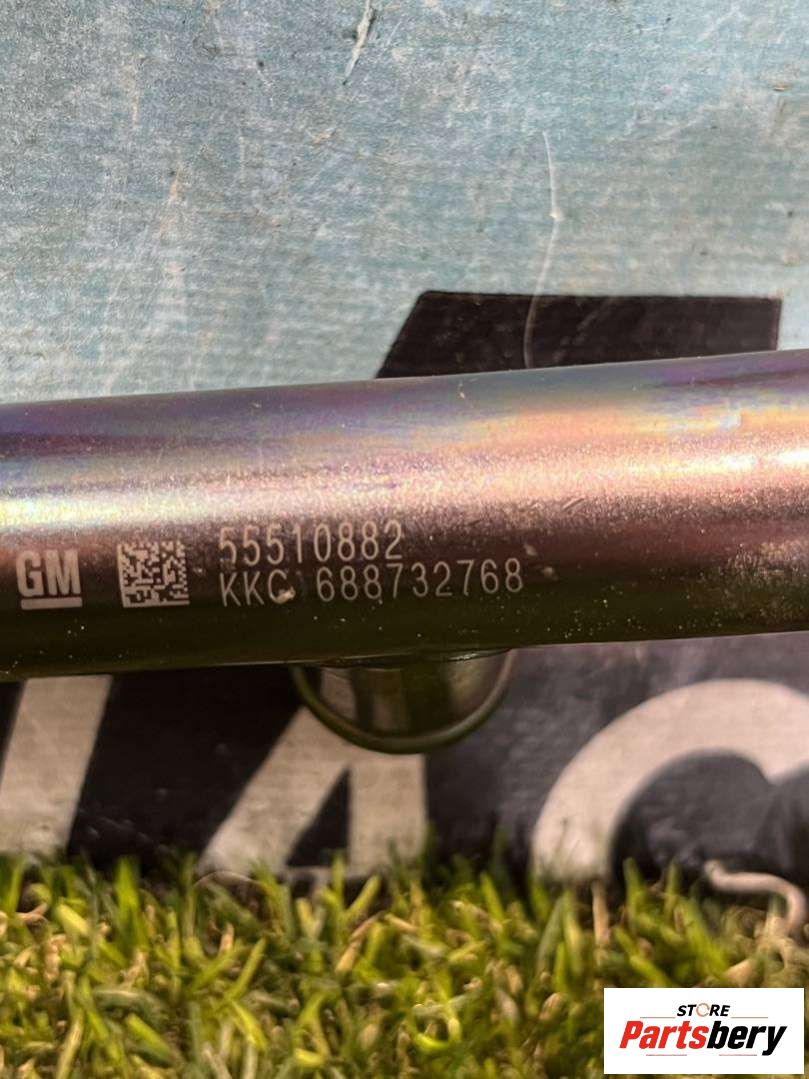 GM
55510882
KKC 688732768
STORE
Partsbery